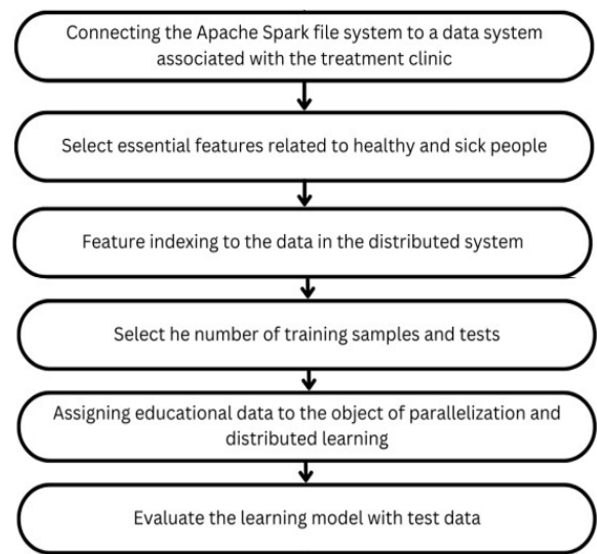 Connecting the Apache Spark file system to a data system
associated with the treatment clinic
Select essential features related to healthy and sick people
Feature indexing to the data in the distributed system
Select he number of training samples and tests
Assigning educational data to the object of parallelization and
distributed learning
Evaluate the learning model with test data